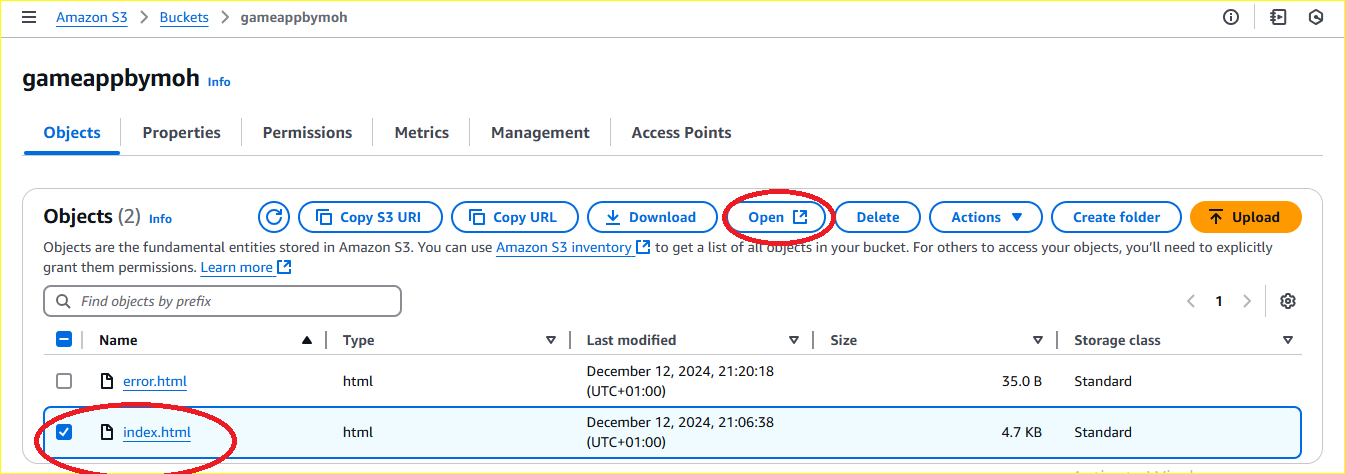 Amazon S3 > Buckets > gameappbymoh
gameappbymoh Info
Objects Properties Permissions Metrics Management Access Points
Objects (2) Info Copy S3 URI Copy URL Download Open Delete Actions Create folder Upload
Objects are the fundamental entities stored in Amazon S3. You can use Amazon S3 inventory to get a list of all objects in your bucket. For others to access your objects, you’ll need to explicitly
grant them permissions. Learn more
Find objects by prefix 1
Name Type Last modified Size Storage class
error.html html December 12, 2024, 21:20:18 (UTC+01:00) 35.0 B Standard
index.html html December 12, 2024, 21:06:38 (UTC+01:00) 4.7 KB Standard